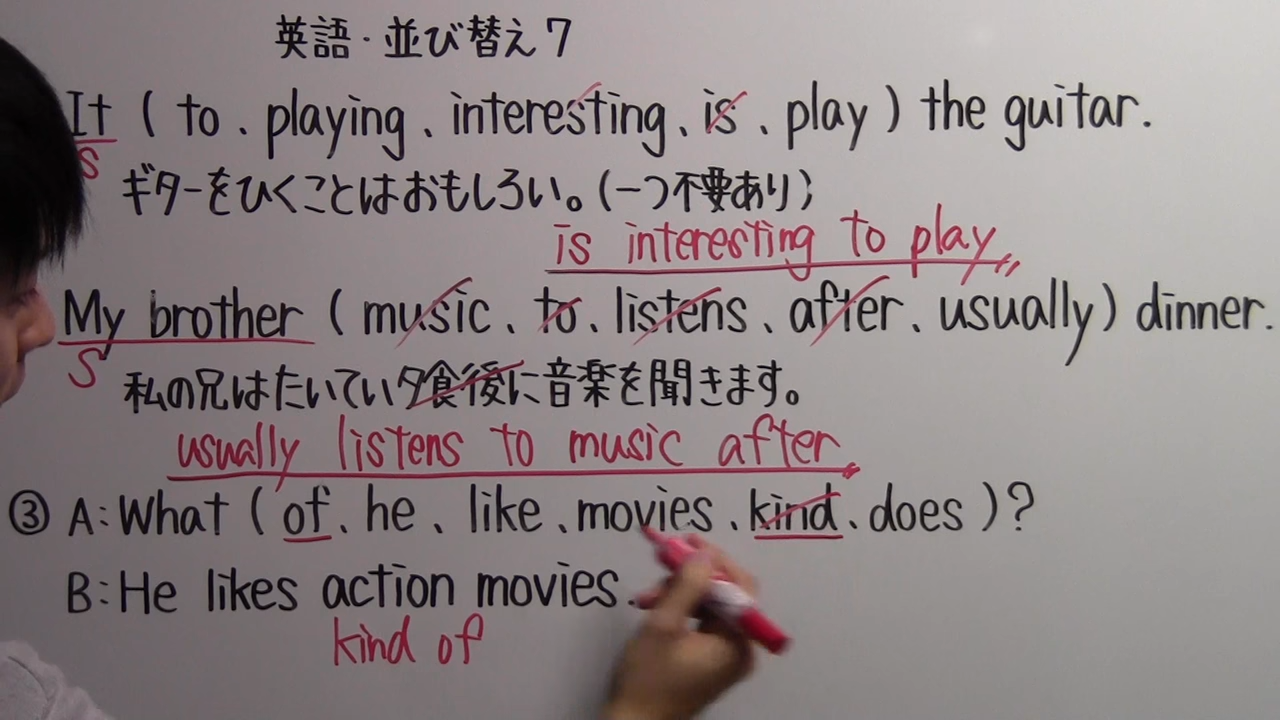 英語・並び替え7
It ( to、playing、interesting、is、play ) the guitar.
S
ギターをひくことはおもしろい。(一つ不要あり)
is interesting to play
My brother ( music、to、listens、after、usually ) dinner.
S
私の兄はたいてい夕食後に音楽を聞きます。
usually listens to music after
③ A:What ( of、he、like、movies、kind、does )?
B:He likes action movies.
kind of